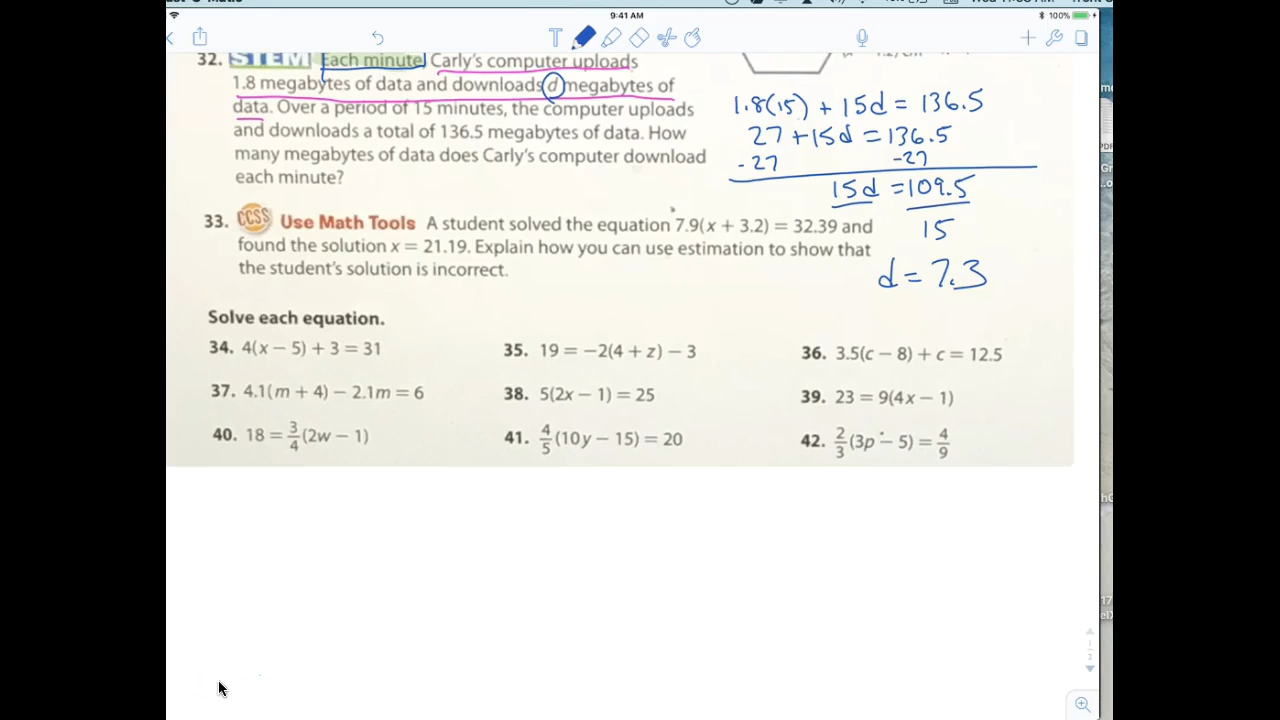 9:41 AM
100%
32. STEM Each minute Carly's computer uploads
1.8 megabytes of data and downloads d megabytes of
data. Over a period of 15 minutes, the computer uploads
and downloads a total of 136.5 megabytes of data. How
many megabytes of data does Carly's computer download
each minute?
1.8(15) + 15d = 136.5
27 + 15d = 136.5
-27 -27
15d = 109.5
15
d = 7.3
33. CCSS Use Math Tools A student solved the equation 7.9(x + 3.2) = 32.39 and
found the solution x = 21.19. Explain how you can use estimation to show that
the student's solution is incorrect.
Solve each equation.
34. 4(x − 5) + 3 = 31 35. 19 = −2(4 + z) − 3 36. 3.5(c − 8) + c = 12.5
37. 4.1(m + 4) − 2.1m = 6 38. 5(2x − 1) = 25 39. 23 = 9(4x − 1)
40. 18 = 3/4(2w − 1) 41. 4/5(10y − 15) = 20 42. 2/3(3p − 5) = 4/9